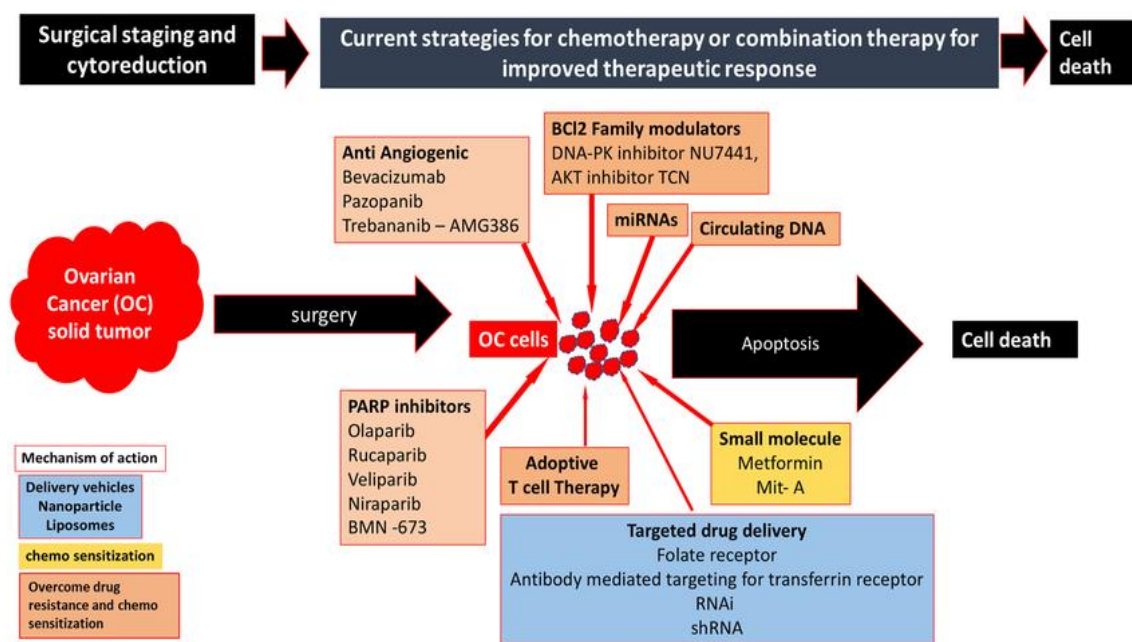 Surgical staging and
cytoreduction
Current strategies for chemotherapy or combination therapy for
improved therapeutic response
Cell
death
Anti Angiogenic
Bevacizumab
Pazopanib
Trebananib – AMG386
BCl2 Family modulators
DNA-PK inhibitor NU7441,
AKT inhibitor TCN
miRNAs
Circulating DNA
Ovarian
Cancer (OC)
solid tumor
surgery
OC cells
Apoptosis
Cell death
PARP inhibitors
Olaparib
Rucaparib
Veliparib
Niraparib
BMN -673
Adoptive
T cell Therapy
Small molecule
Metformin
Mit- A
Targeted drug delivery
Folate receptor
Antibody mediated targeting for transferrin receptor
RNAi
shRNA
Mechanism of action
Delivery vehicles
Nanoparticle
Liposomes
chemo sensitization
Overcome drug
resistance and chemo
sensitization